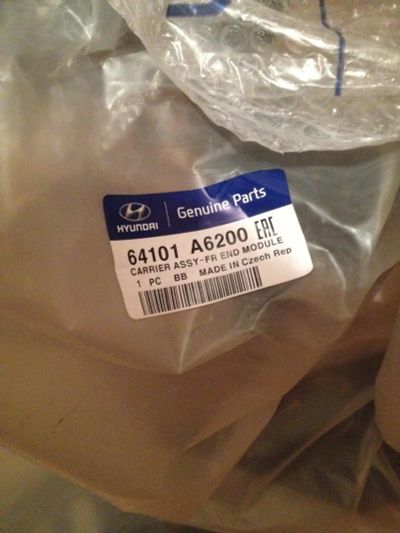 HYUNDAI Genuine Parts
64101 A6200 EAC
CARRIER ASSY-FR END MODULE
1 PC BB MADE IN Czech Rep